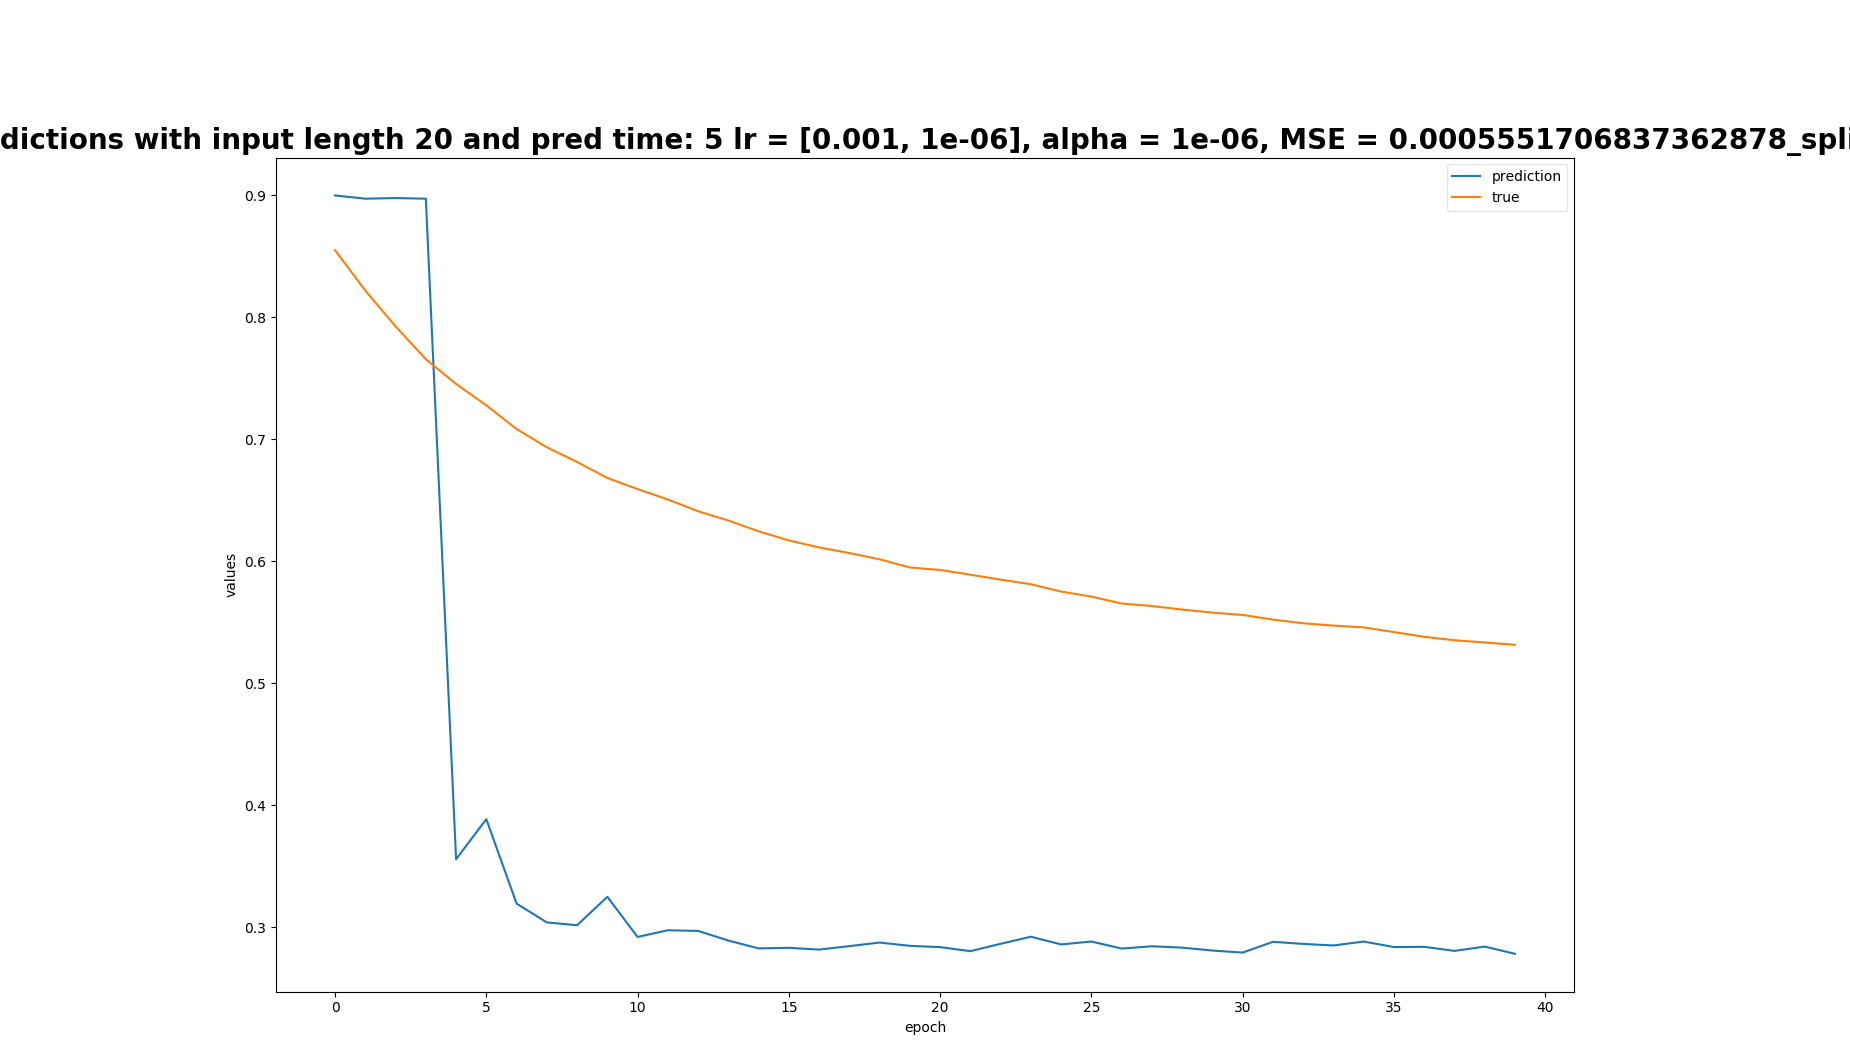 dictions with input length 20 and pred time: 5 lr = [0.001, 1e-06], alpha = 1e-06, MSE = 0.0005551706837362878_spli
prediction
true
0.9
0.8
0.7
0.6
0.5
0.4
0.3
values
0 5 10 15 20 25 30 35 40
epoch